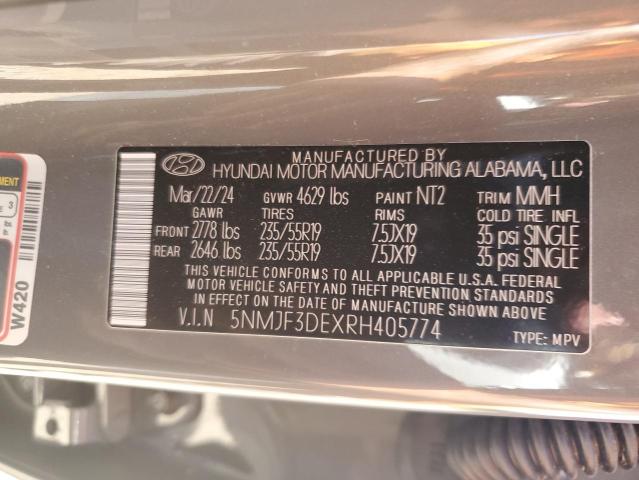 MANUFACTURED BY
HYUNDAI MOTOR MANUFACTURING ALABAMA, LLC
Mar/22/24 GVWR 4629 lbs PAINT NT2 TRIM MMH
GAWR TIRES RIMS COLD TIRE INFL
FRONT 2778 lbs 235/55R19 7.5JX19 35 psi SINGLE
REAR 2646 lbs 235/55R19 7.5JX19 35 psi SINGLE
THIS VEHICLE CONFORMS TO ALL APPLICABLE U.S.A. FEDERAL
MOTOR VEHICLE SAFETY AND THEFT PREVENTION STANDARDS
IN EFFECT ON THE DATE OF MANUFACTURE SHOWN ABOVE
V.I.N 5NMJF3DEXRH405774
TYPE: MPV
W420
3